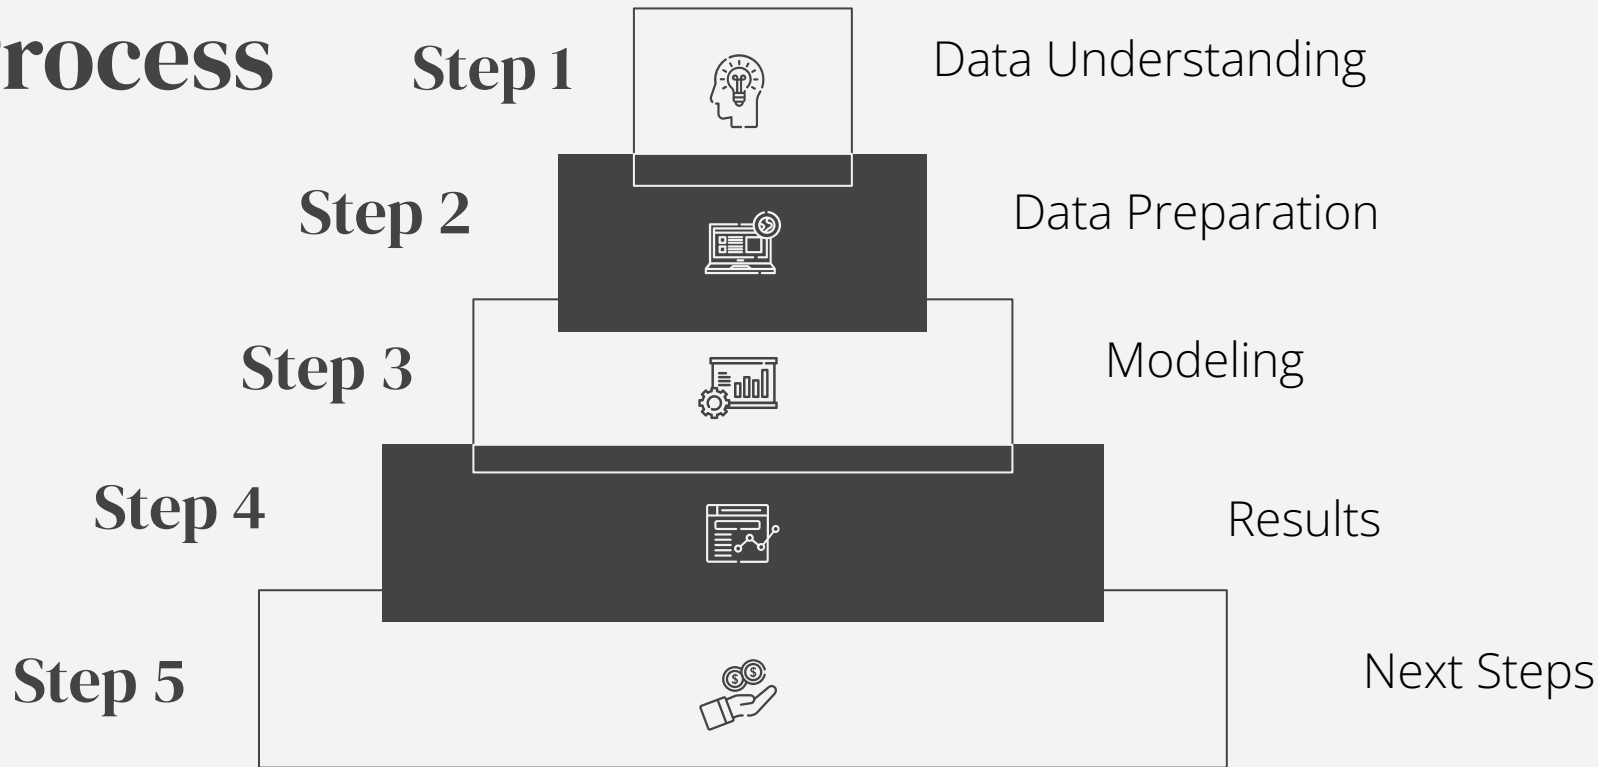 rocess
Step 1
Data Understanding
Step 2
Data Preparation
Step 3
Modeling
Step 4
Results
Step 5
Next Steps
$ $